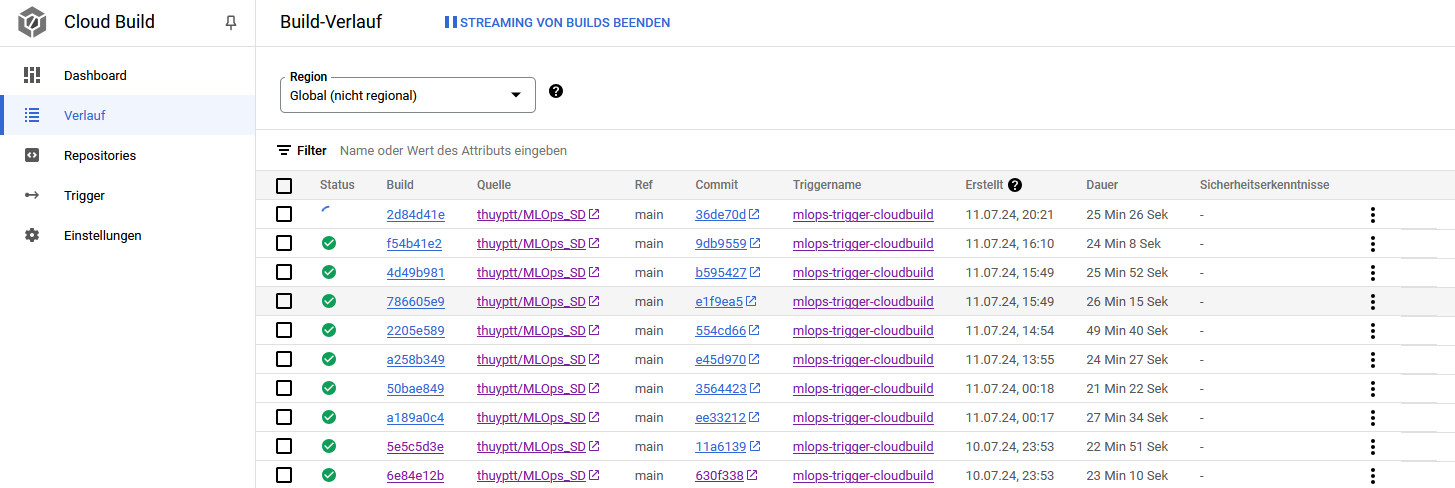 Cloud Build
Build-Verlauf STREAMING VON BUILDS BEENDEN
Dashboard
Verlauf
Repositories
Trigger
Einstellungen
Region
Global (nicht regional)
Filter Name oder Wert des Attributs eingeben
Status Build Quelle Ref Commit Triggername Erstellt Dauer Sicherheitserkenntnisse
2d84d41e thuyptt/MLOps_SD main 36de70d mlops-trigger-cloudbuild 11.07.24, 20:21 25 Min 26 Sek -
f54b41e2 thuyptt/MLOps_SD main 9db9559 mlops-trigger-cloudbuild 11.07.24, 16:10 24 Min 8 Sek -
4d49b981 thuyptt/MLOps_SD main b595427 mlops-trigger-cloudbuild 11.07.24, 15:49 25 Min 52 Sek -
786605e9 thuyptt/MLOps_SD main e1f9ea5 mlops-trigger-cloudbuild 11.07.24, 15:49 26 Min 15 Sek -
2205e589 thuyptt/MLOps_SD main 554cd66 mlops-trigger-cloudbuild 11.07.24, 14:54 49 Min 40 Sek -
a258b349 thuyptt/MLOps_SD main e45d970 mlops-trigger-cloudbuild 11.07.24, 13:55 24 Min 27 Sek -
50bae849 thuyptt/MLOps_SD main 3564423 mlops-trigger-cloudbuild 11.07.24, 00:18 21 Min 22 Sek -
a189a0c4 thuyptt/MLOps_SD main ee33212 mlops-trigger-cloudbuild 11.07.24, 00:17 27 Min 34 Sek -
5e5c5d3e thuyptt/MLOps_SD main 11a6139 mlops-trigger-cloudbuild 10.07.24, 23:53 22 Min 51 Sek -
6e84e12b thuyptt/MLOps_SD main 630f338 mlops-trigger-cloudbuild 10.07.24, 23:53 23 Min 10 Sek -